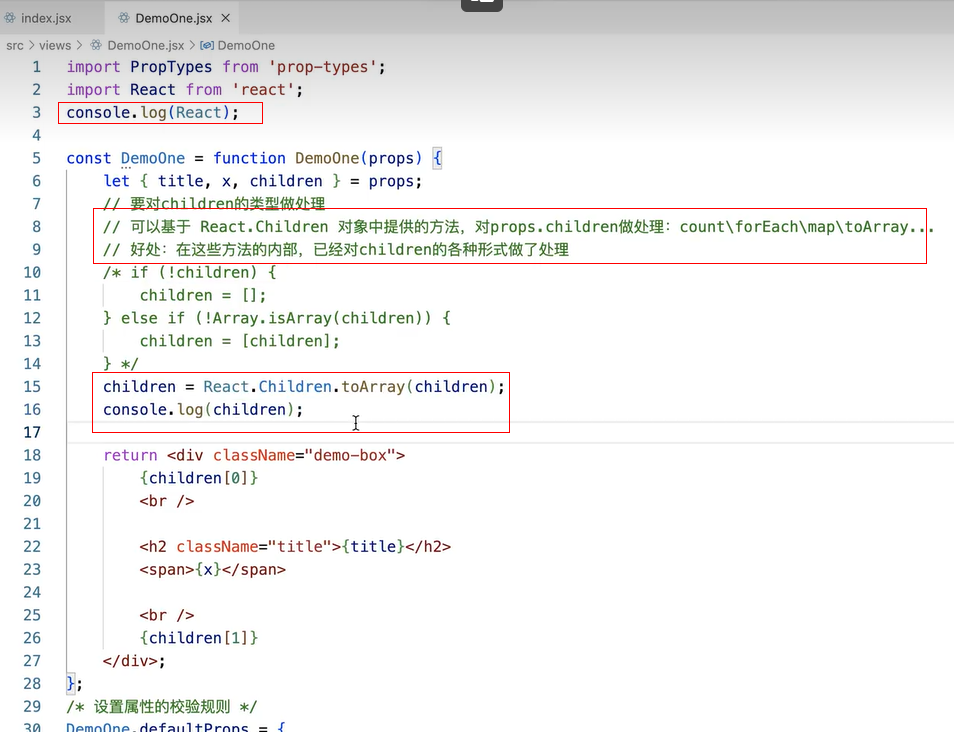 index.jsx
DemoOne.jsx ×
src > views > DemoOne.jsx > DemoOne
1 import PropTypes from 'prop-types';
2 import React from 'react';
3 console.log(React);
4
5 const DemoOne = function DemoOne(props) {
6 let { title, x, children } = props;
7 // 要对children的类型做处理
8 // 可以基于 React.Children 对象中提供的方法，对props.children做处理：count\forEach\map\toArray...
9 // 好处：在这些方法的内部，已经对children的各种形式做了处理
10 /* if (!children) {
11 children = [];
12 } else if (!Array.isArray(children)) {
13 children = [children];
14 } */
15 children = React.Children.toArray(children);
16 console.log(children);
17
18 return <div className="demo-box">
19 {children[0]}
20 <br />
21
22 <h2 className="title">{title}</h2>
23 <span>{x}</span>
24
25 <br />
26 {children[1]}
27 </div>;
28 };
29 /* 设置属性的校验规则 */
30 DemoOne.defaultProps = {